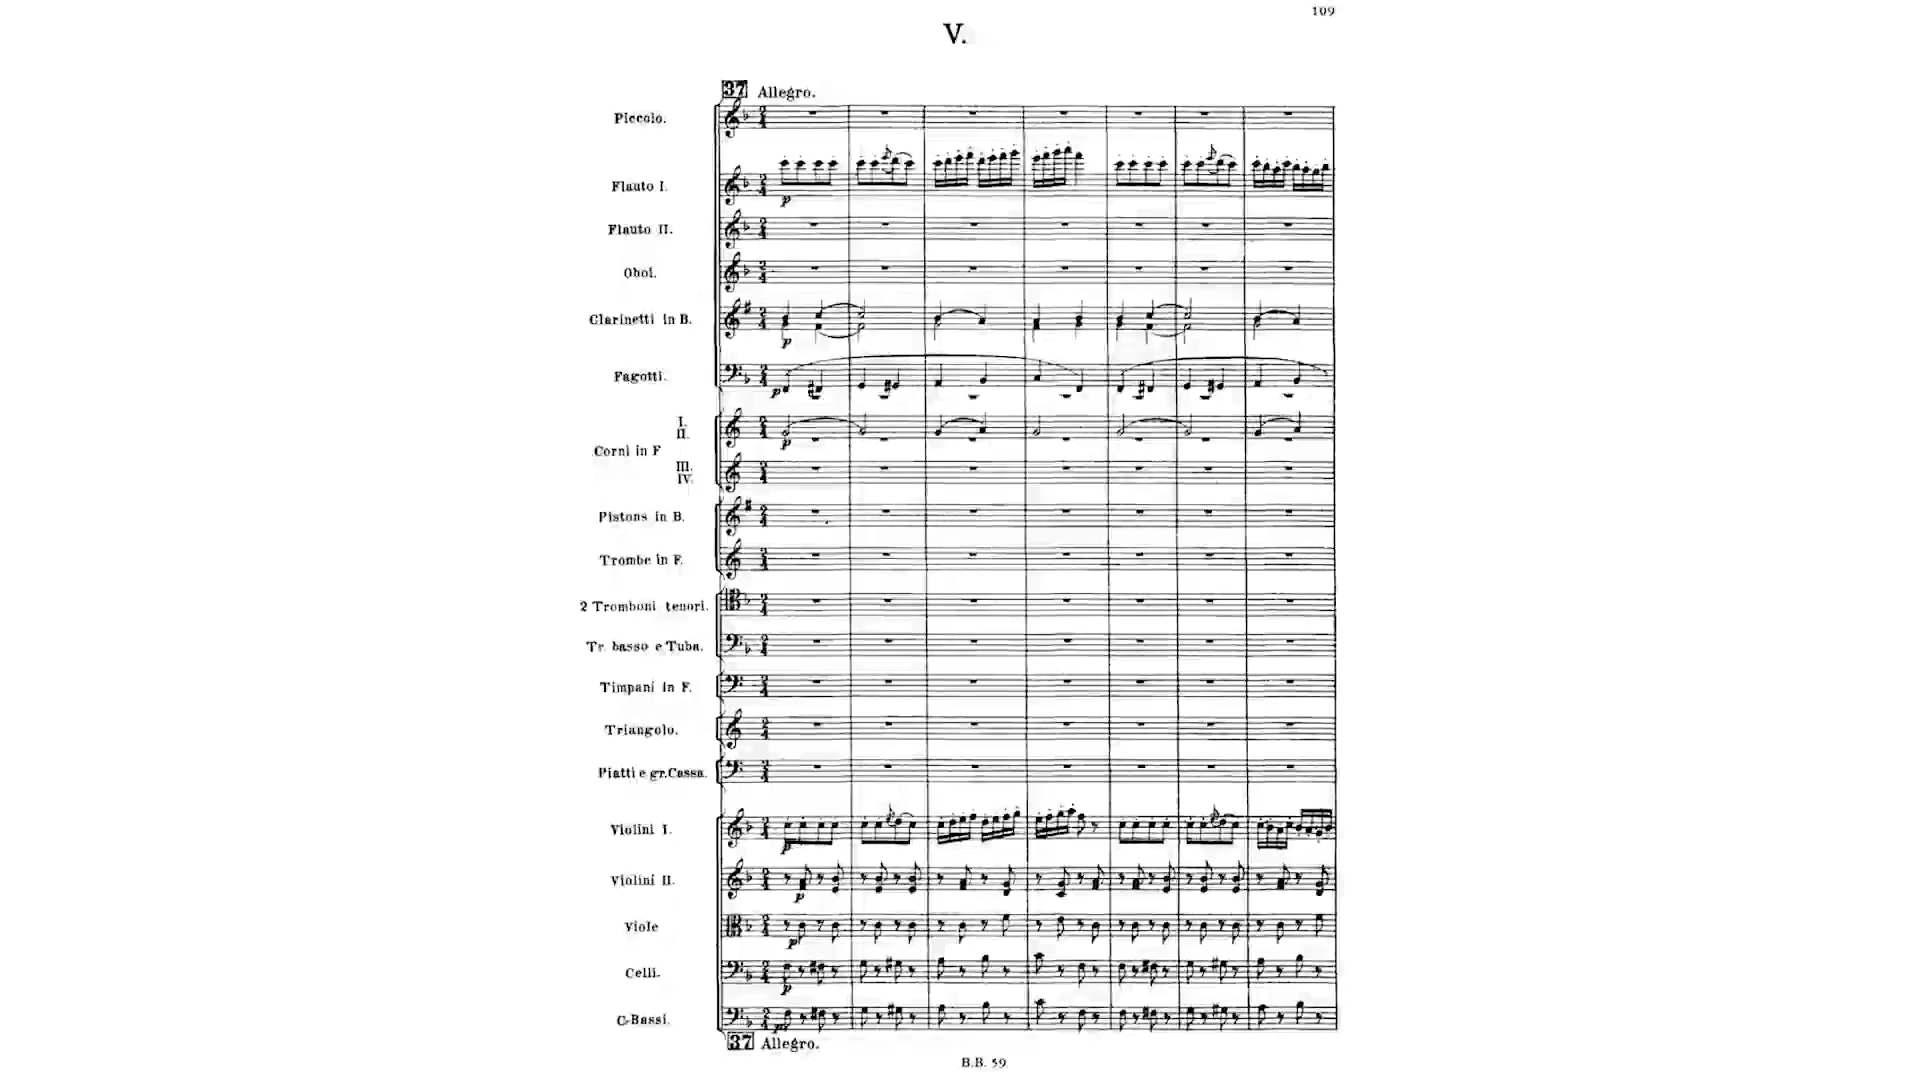 109
V.
37 Allegro.
Piccolo.
Flauto I.
p
Flauto II.
Oboi.
Clarinetti in B.
p
Fagotti.
p
I.
II.
Corni in F
p
III.
IV.
Pistons in B.
Trombe in F.
2 Tromboni tenori.
Tr. basso e Tuba.
Timpani in F.
Triangolo.
Piatti e gr. Cassa.
Violini I.
p
Violini II.
p
Viole
p
Celli.
p
C-Bassi.
p
37 Allegro.
B.B. 59